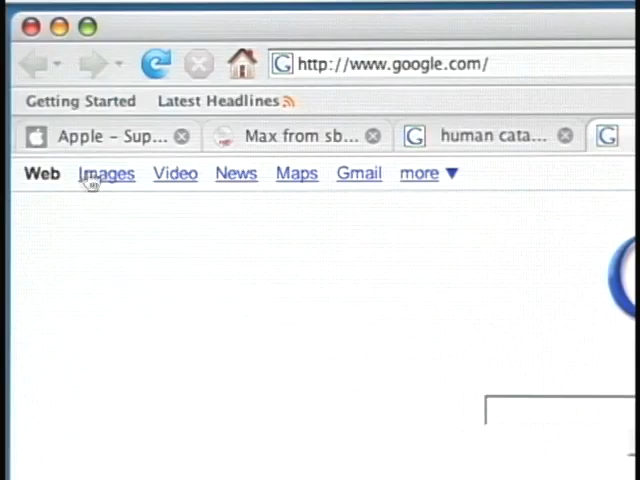 http://www.google.com/
Getting Started Latest Headlines
Apple – Sup... Max from sb... human cata...
Web Images Video News Maps Gmail more ▼